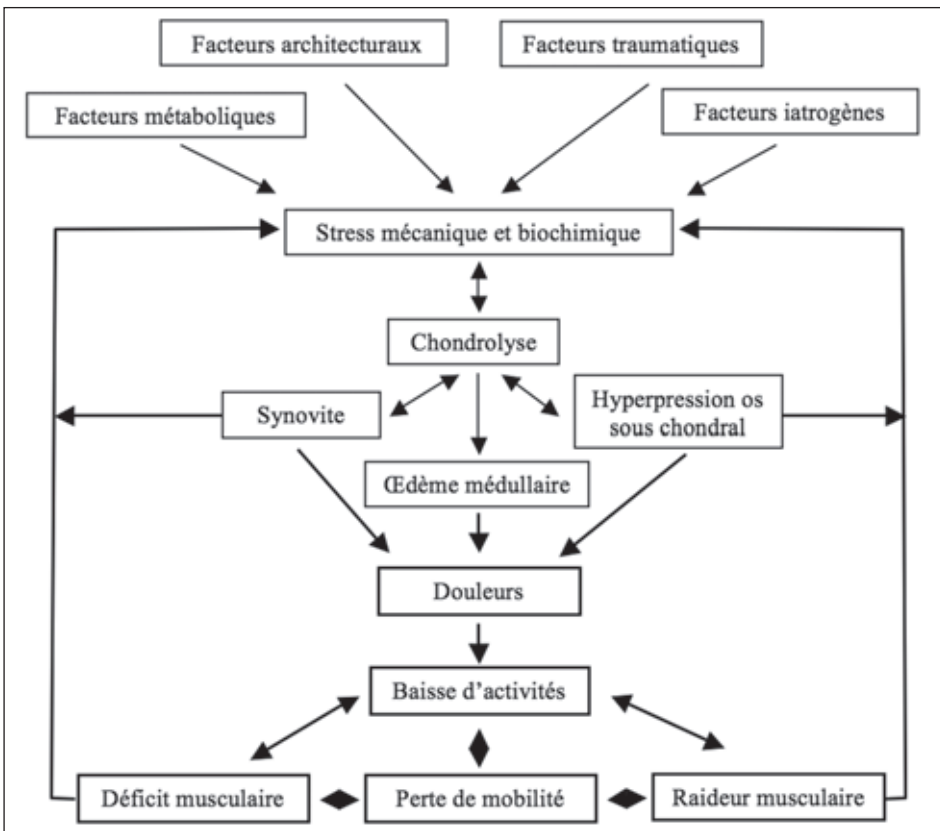 Facteurs architecturaux
Facteurs traumatiques
Facteurs métaboliques
Facteurs iatrogènes
Stress mécanique et biochimique
Chondrolyse
Synovite
Hyperpression os
sous chondral
Œdème médullaire
Douleurs
Baisse d’activités
Déficit musculaire
Perte de mobilité
Raideur musculaire